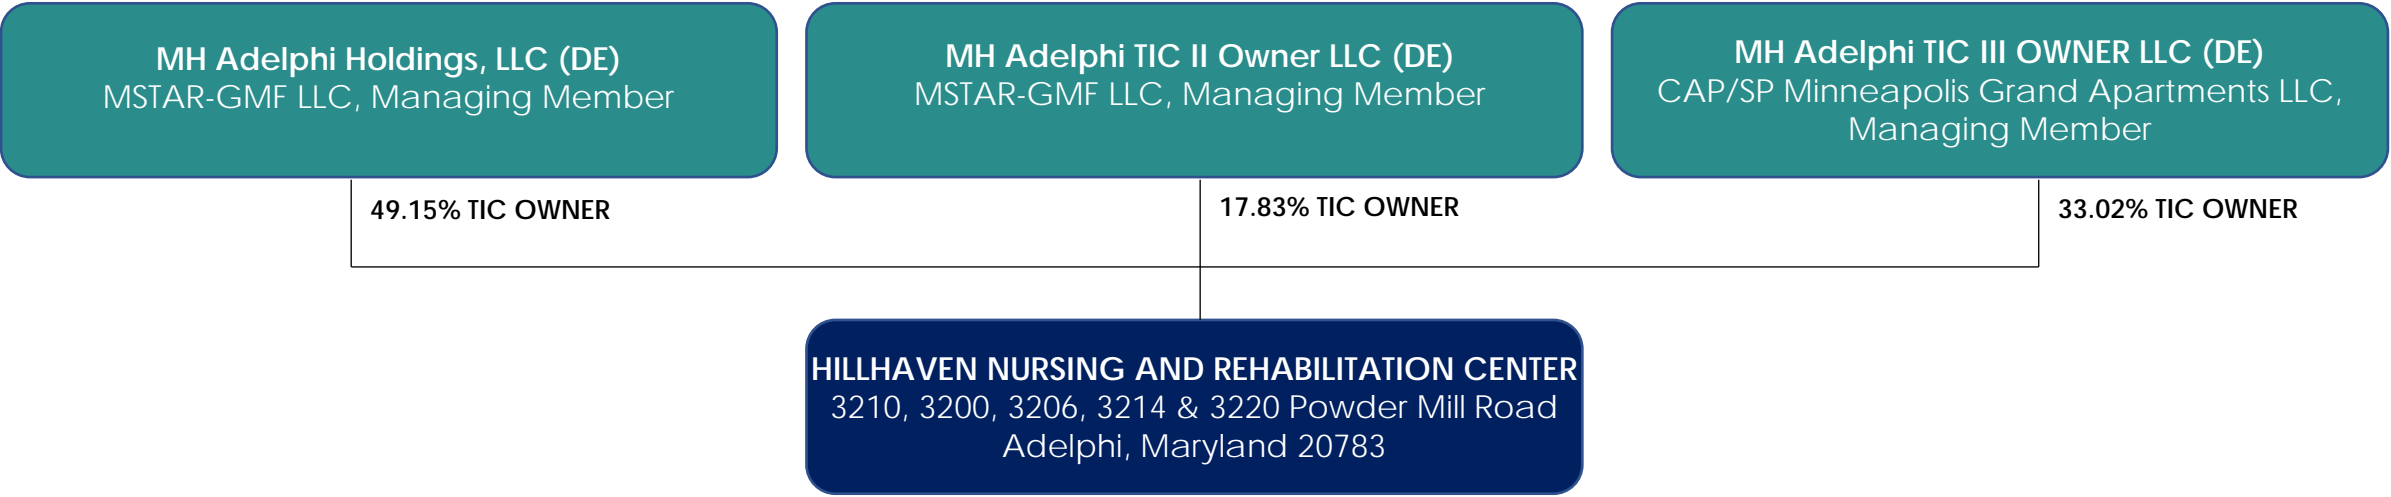 MH Adelphi Holdings, LLC (DE)
MSTAR-GMF LLC, Managing Member
MH Adelphi TIC II Owner LLC (DE)
MSTAR-GMF LLC, Managing Member
MH Adelphi TIC III OWNER LLC (DE)
CAP/SP Minneapolis Grand Apartments LLC,
Managing Member
49.15% TIC OWNER
17.83% TIC OWNER
33.02% TIC OWNER
HILLHAVEN NURSING AND REHABILITATION CENTER
3210, 3200, 3206, 3214 & 3220 Powder Mill Road
Adelphi, Maryland 20783